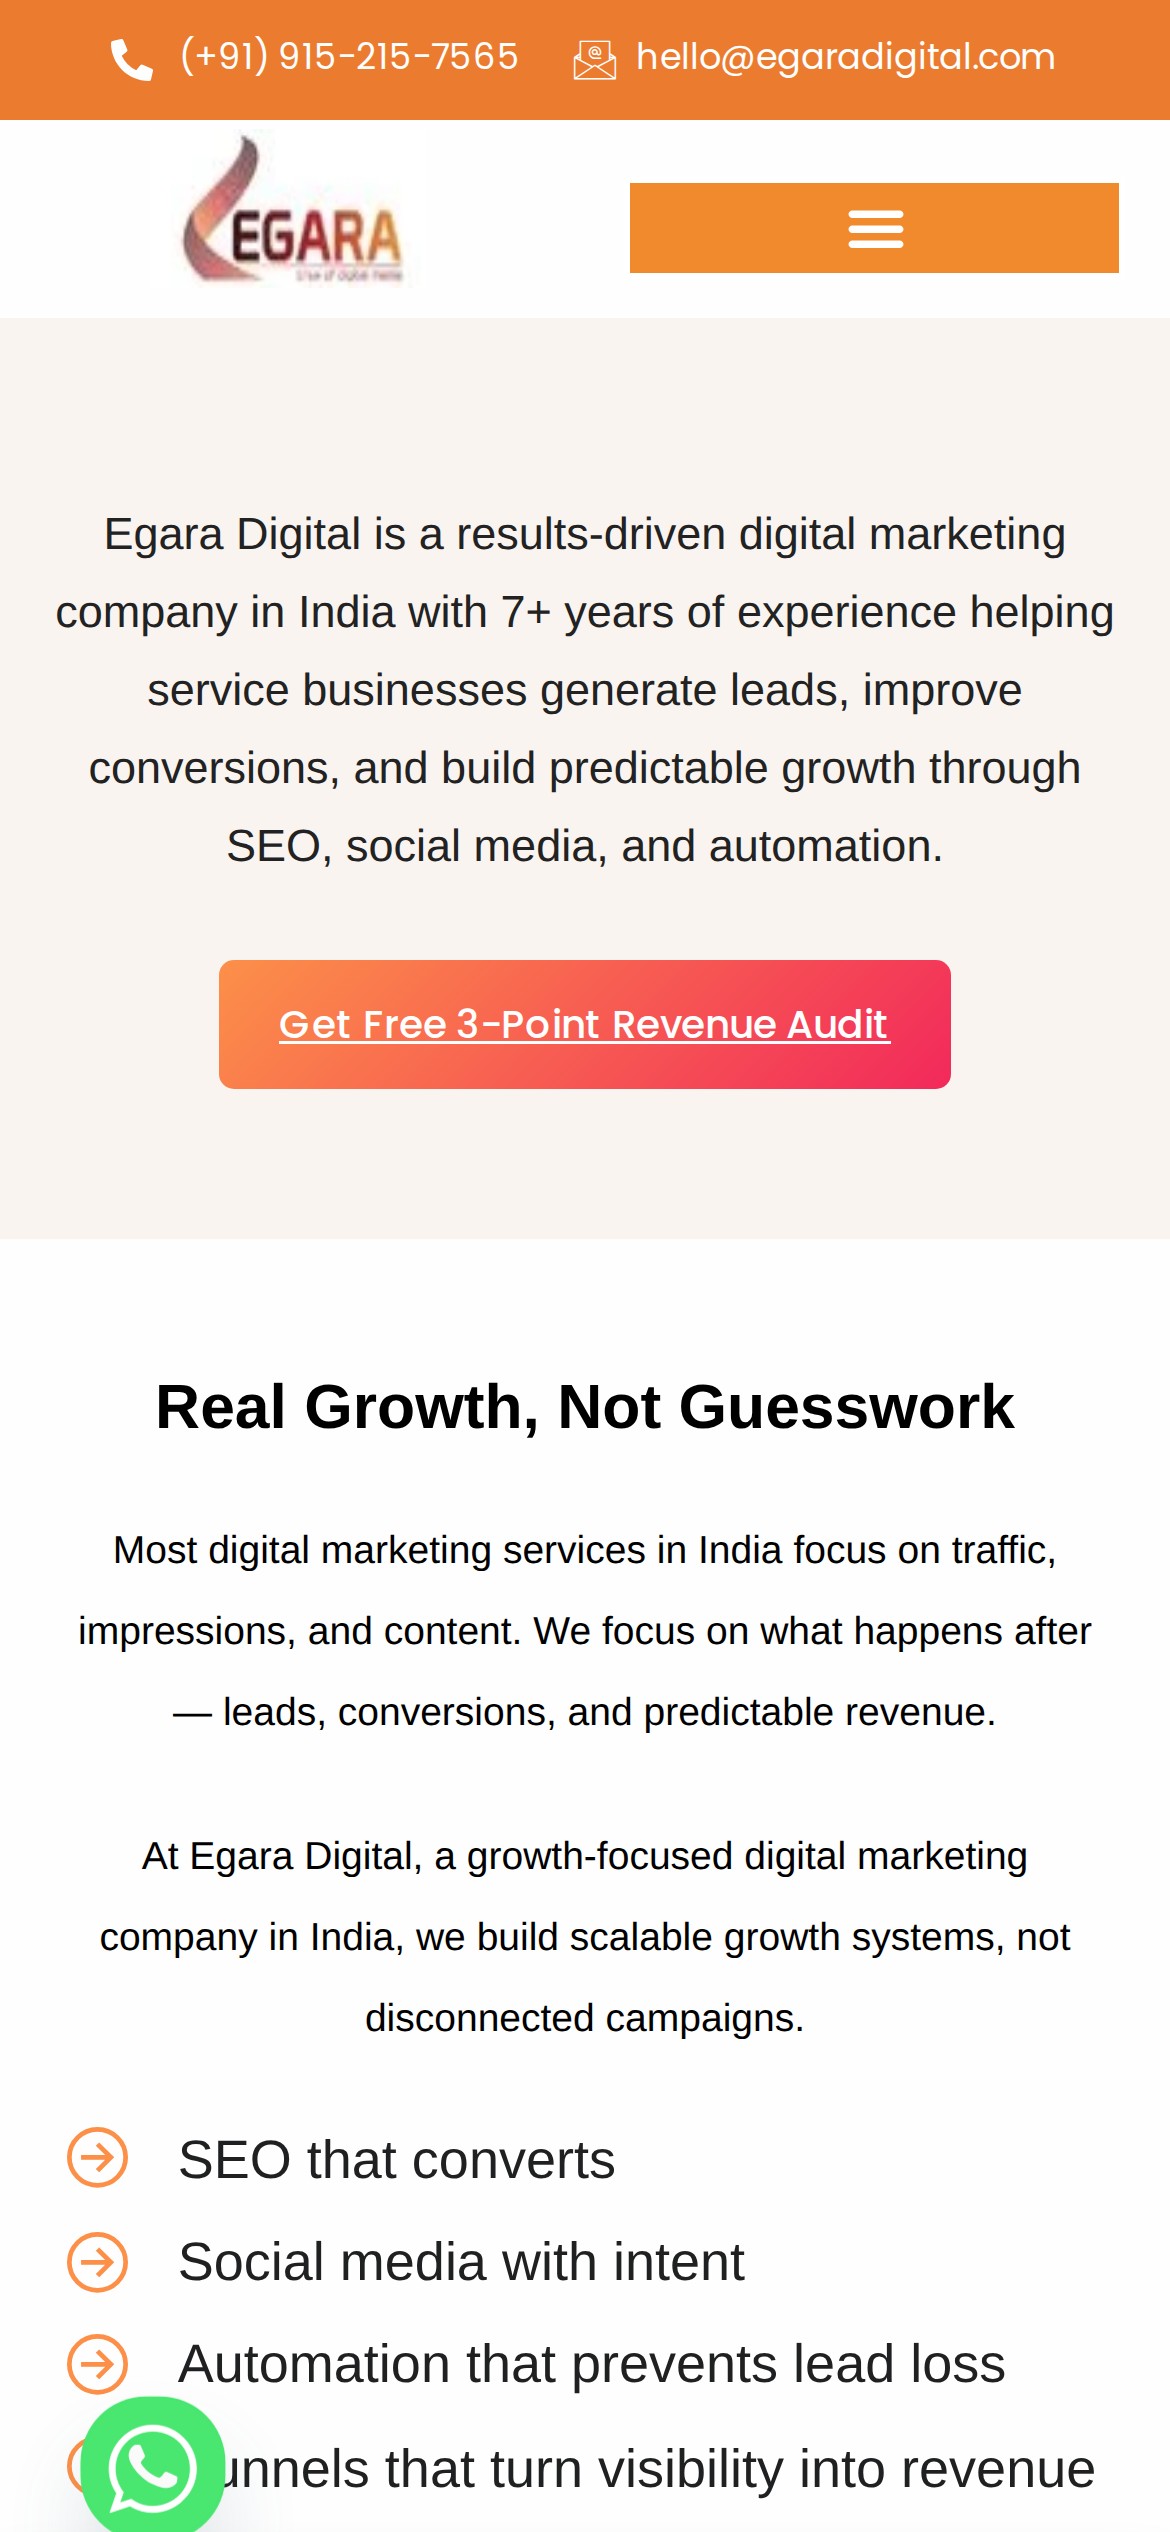 (+91) 915-215-7565
hello@egaradigital.com
EGARA
Egara Digital is a results-driven digital marketing
company in India with 7+ years of experience helping
service businesses generate leads, improve
conversions, and build predictable growth through
SEO, social media, and automation.
Get Free 3-Point Revenue Audit
Real Growth, Not Guesswork
Most digital marketing services in India focus on traffic,
impressions, and content. We focus on what happens after
— leads, conversions, and predictable revenue.
At Egara Digital, a growth-focused digital marketing
company in India, we build scalable growth systems, not
disconnected campaigns.
SEO that converts
Social media with intent
Automation that prevents lead loss
unnels that turn visibility into revenue